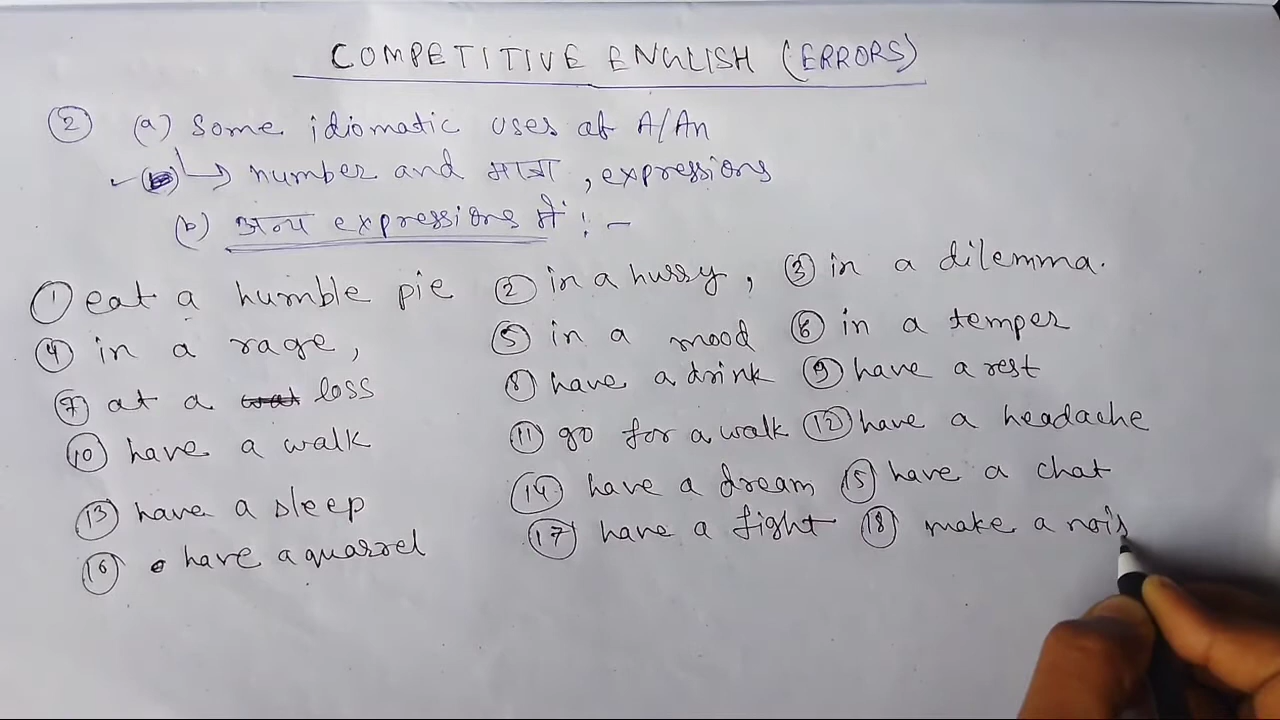 COMPETITIVE ENGLISH (ERRORS)
② (a) Some idiomatic uses of A/An
(b) ↳ number and मात्रा, expressions
(b) अन्य expressions में : -
① eat a humble pie ② in a hurry, ③ in a dilemma.
④ in a rage, ⑤ in a mood ⑥ in a temper
⑦ at a loss ⑧ have a drink ⑨ have a rest
⑩ have a walk ⑪ go for a walk ⑫ have a headache
⑬ have a sleep ⑭ have a dream ⑮ have a chat
⑯ have a quarrel ⑰ have a fight ⑱ make a nois